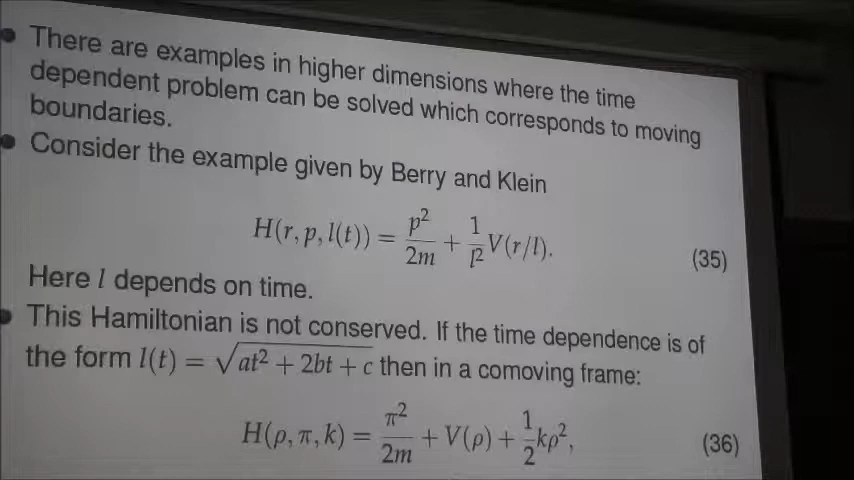 • There are examples in higher dimensions where the time
dependent problem can be solved which corresponds to moving
boundaries.
• Consider the example given by Berry and Klein
H(r, p, l(t)) = p²/2m + 1/l² V(r/l). (35)
Here l depends on time.
• This Hamiltonian is not conserved. If the time dependence is of
the form l(t) = √(at² + 2bt + c) then in a comoving frame:
H(ρ, π, k) = π²/2m + V(ρ) + 1/2 kρ², (36)